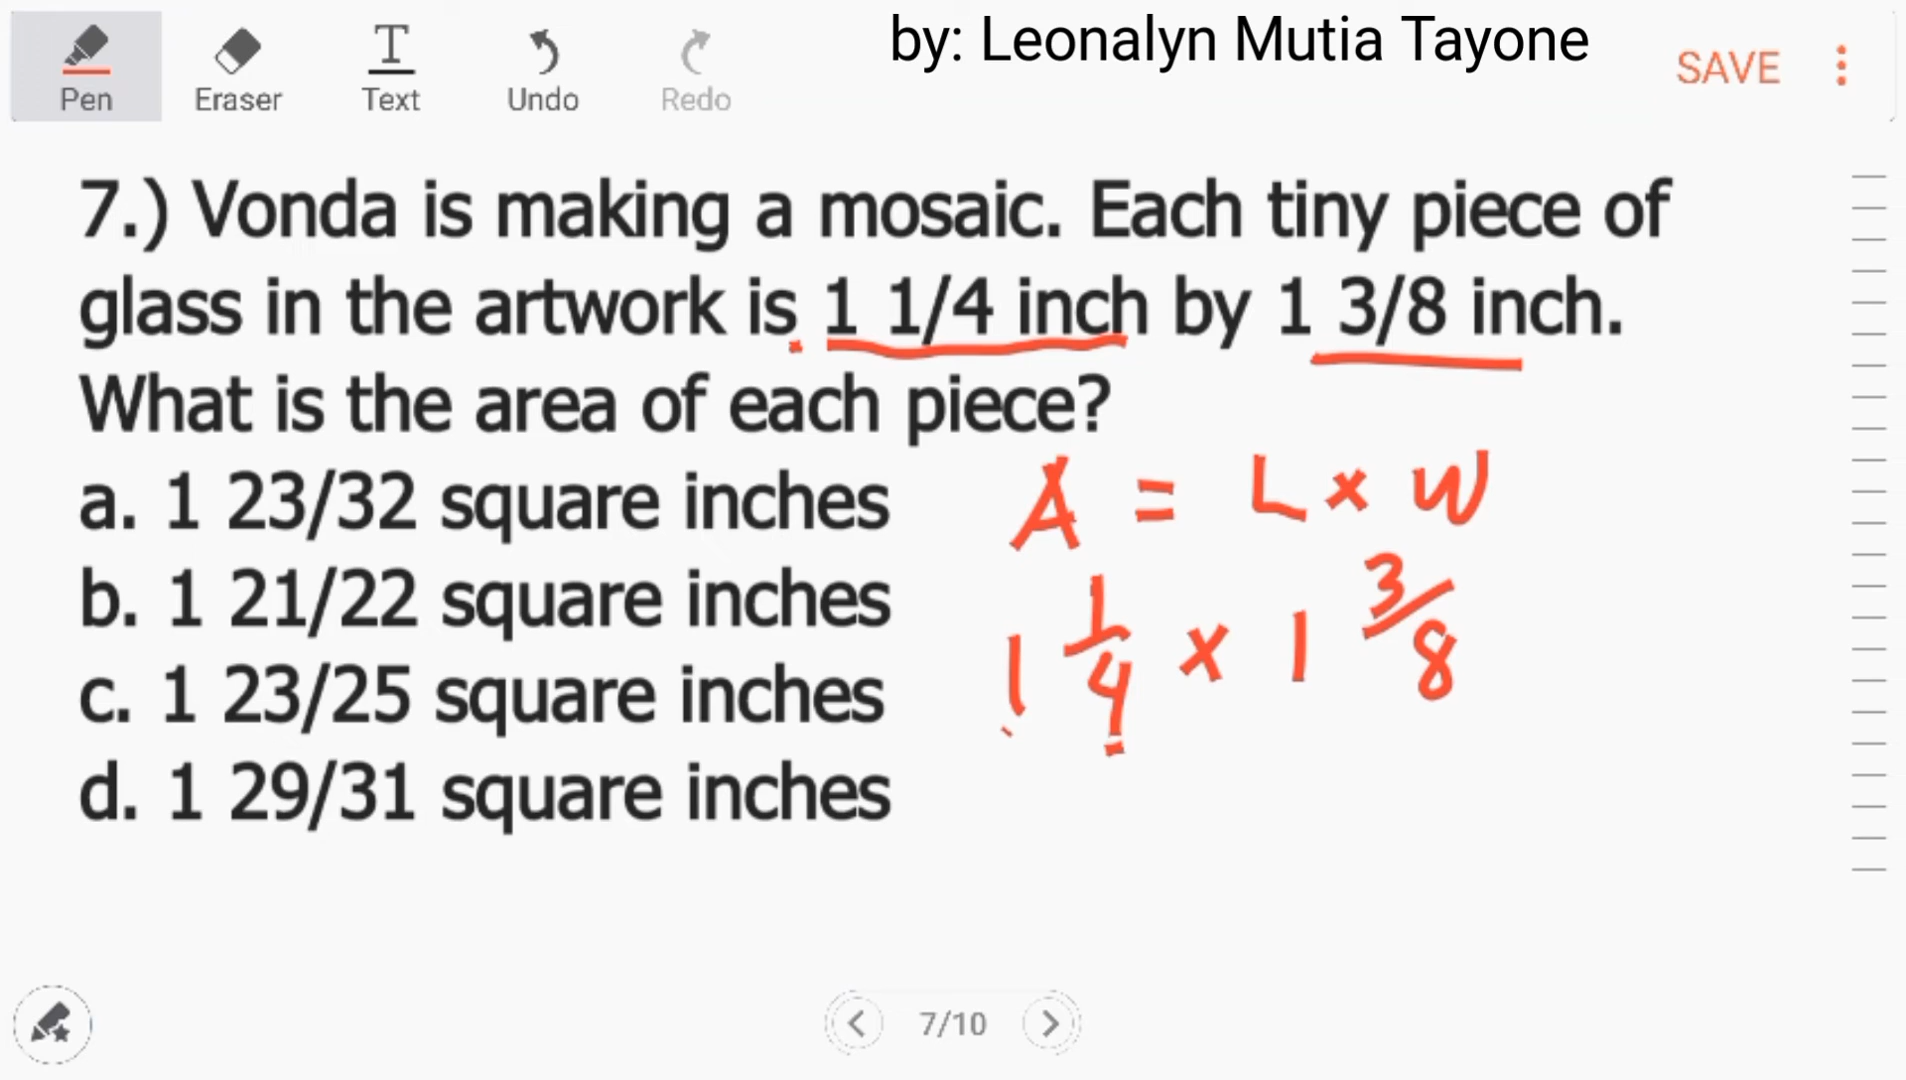 by: Leonalyn Mutia Tayone
Pen Eraser Text Undo Redo SAVE
7.) Vonda is making a mosaic. Each tiny piece of
glass in the artwork is 1 1/4 inch by 1 3/8 inch.
What is the area of each piece?
a. 1 23/32 square inches
b. 1 21/22 square inches
c. 1 23/25 square inches
d. 1 29/31 square inches
A = L × W
1 1/4 × 1 3/8
7/10